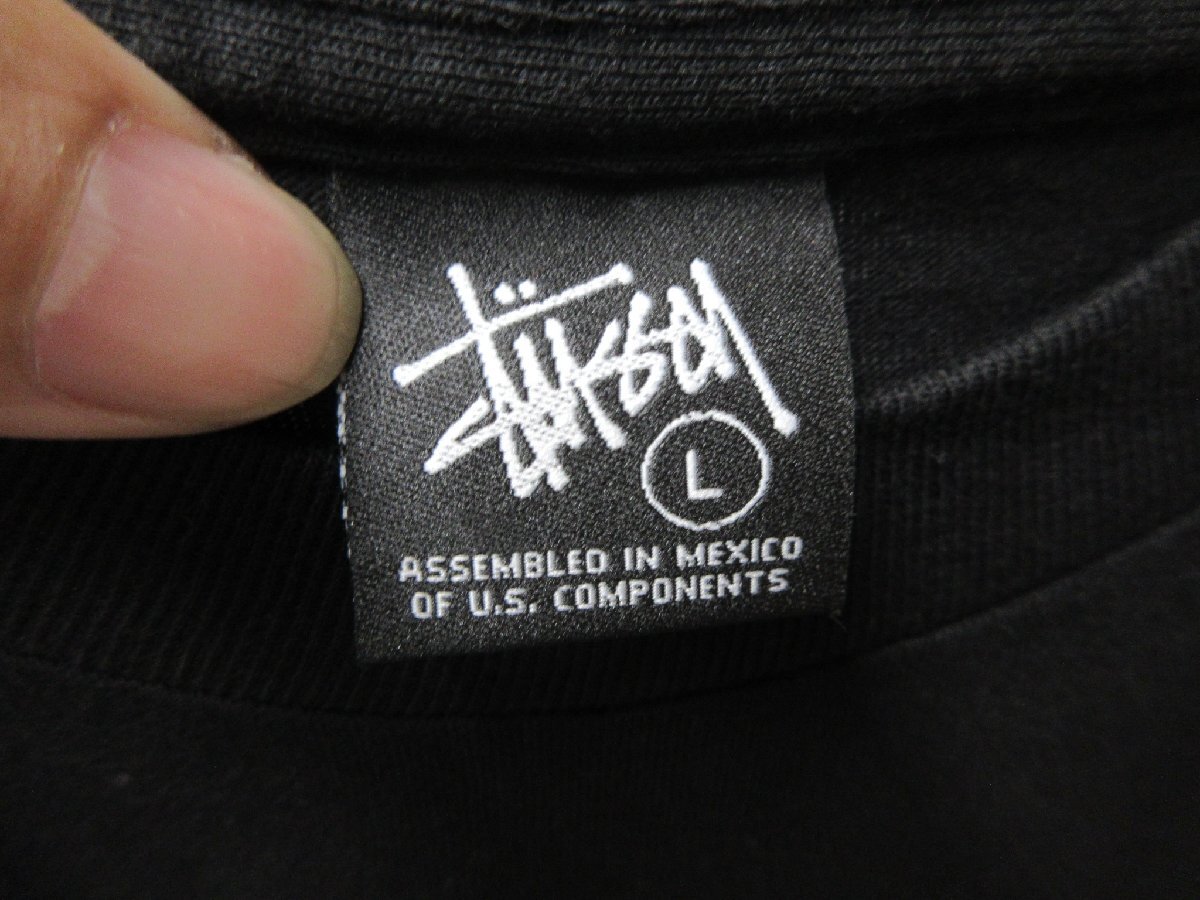 Stüssy
L
ASSEMBLED IN MEXICO
OF U.S. COMPONENTS